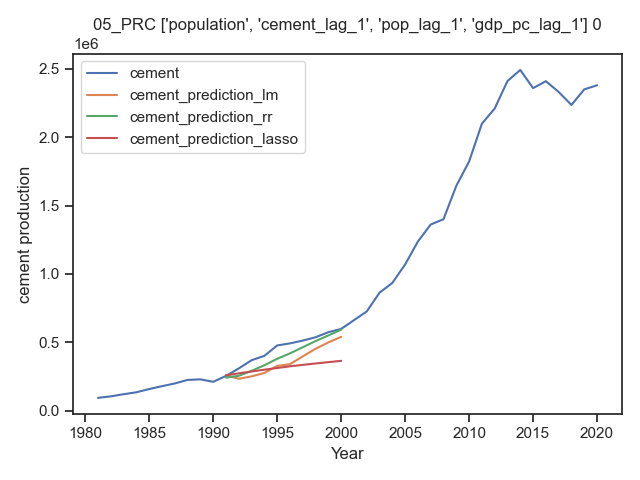 05_PRC ['population', 'cement_lag_1', 'pop_lag_1', 'gdp_pc_lag_1'] 0
1e6
cement
cement_prediction_lm
cement_prediction_rr
cement_prediction_lasso
cement production
2.5
2.0
1.5
1.0
0.5
0.0
1980 1985 1990 1995 2000 2005 2010 2015 2020
Year